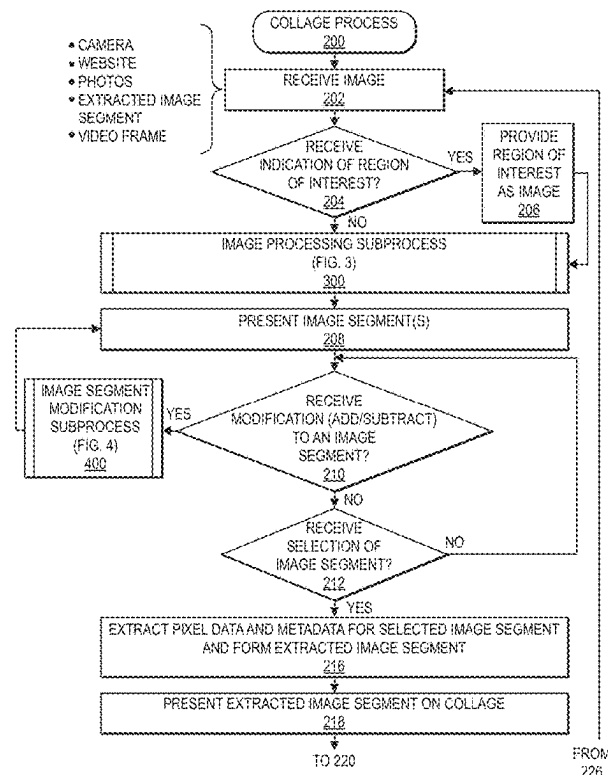 COLLAGE PROCESS
200
• CAMERA
• WEBSITE
• PHOTOS
• EXTRACTED IMAGE
SEGMENT
• VIDEO FRAME
RECEIVE IMAGE
202
RECEIVE
INDICATION OF REGION
OF INTEREST?
204
YES
PROVIDE
REGION OF
INTEREST
AS IMAGE
206
NO
IMAGE PROCESSING SUBPROCESS
(FIG. 3)
300
PRESENT IMAGE SEGMENT(S)
208
IMAGE SEGMENT
MODIFICATION
SUBPROCESS
(FIG. 4)
400
YES
RECEIVE
MODIFICATION (ADD/SUBTRACT)
TO AN IMAGE
SEGMENT?
210
NO
RECEIVE
SELECTION OF
IMAGE SEGMENT?
212
NO
YES
EXTRACT PIXEL DATA AND METADATA FOR SELECTED IMAGE SEGMENT
AND FORM EXTRACTED IMAGE SEGMENT
216
PRESENT EXTRACTED IMAGE SEGMENT ON COLLAGE
218
TO 220
FROM
226